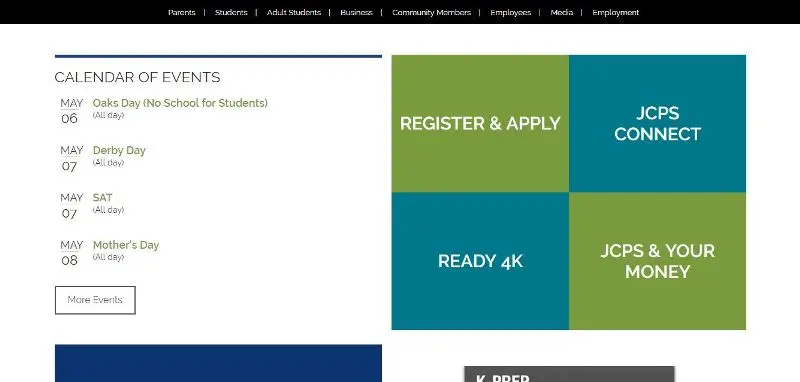 Parents | Students | Adult Students | Business | Community Members | Employees | Media | Employment
CALENDAR OF EVENTS
MAY
06
Oaks Day (No School for Students)
(All day)
MAY
07
Derby Day
(All day)
MAY
07
SAT
(All day)
MAY
08
Mother's Day
(All day)
More Events
REGISTER & APPLY
JCPS
CONNECT
READY 4K
JCPS & YOUR
MONEY
K-PREP